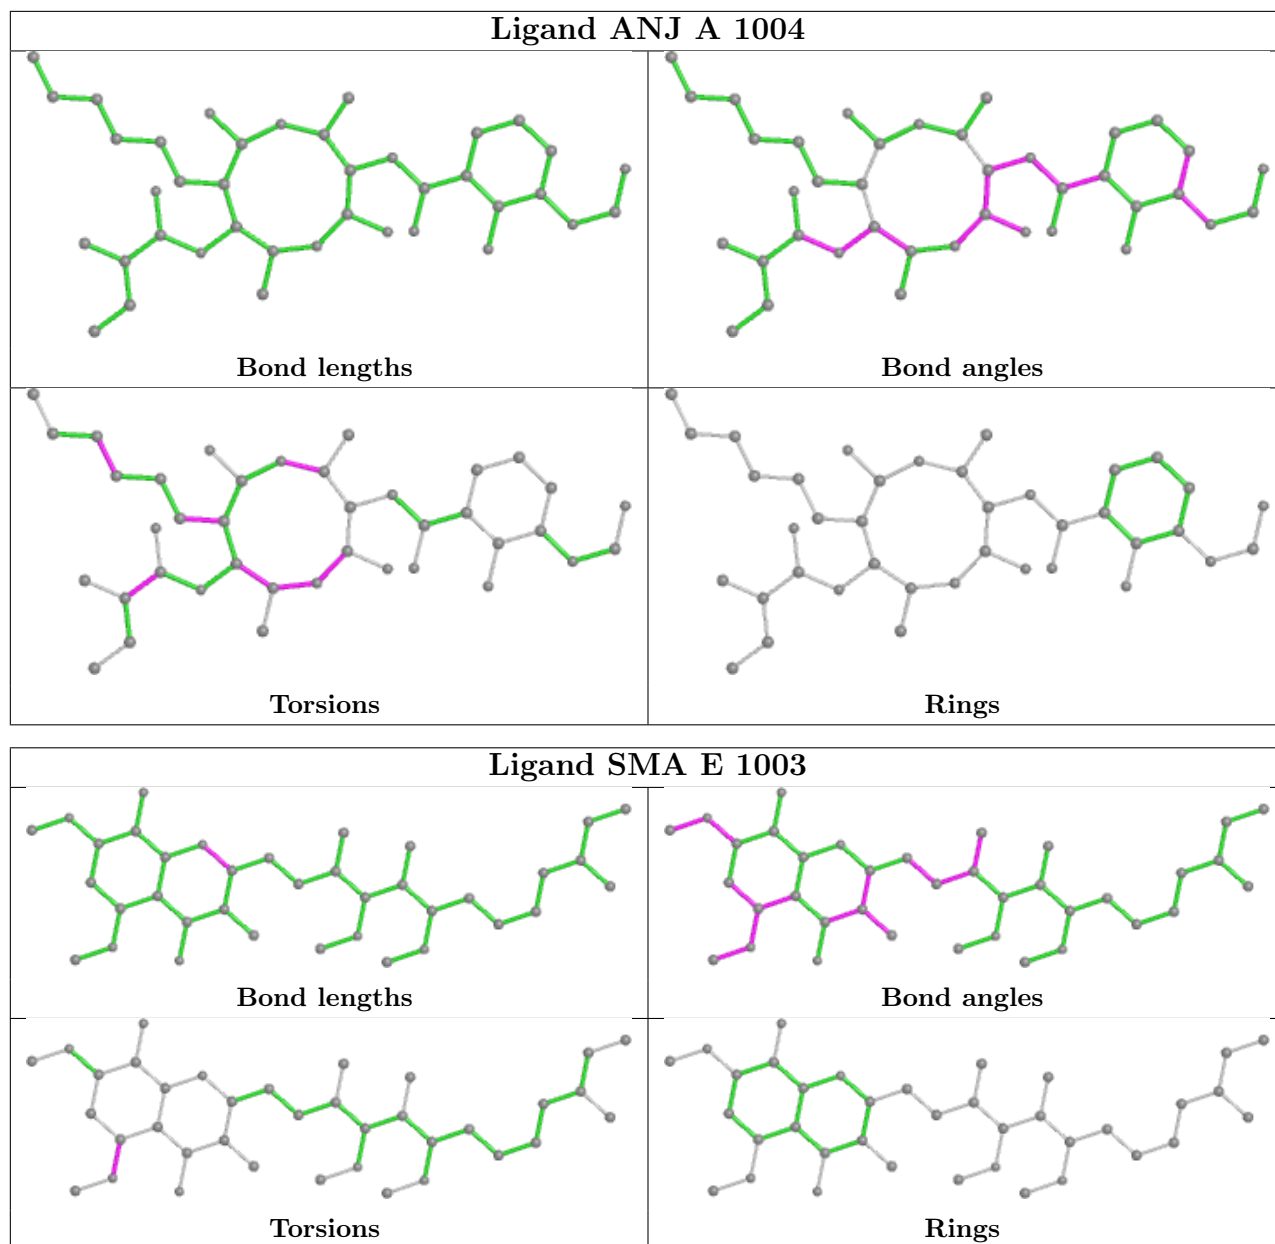 Ligand ANJ A 1004
Bond lengths
Bond angles
Torsions
Rings
Ligand SMA E 1003
Bond lengths
Bond angles
Torsions
Rings